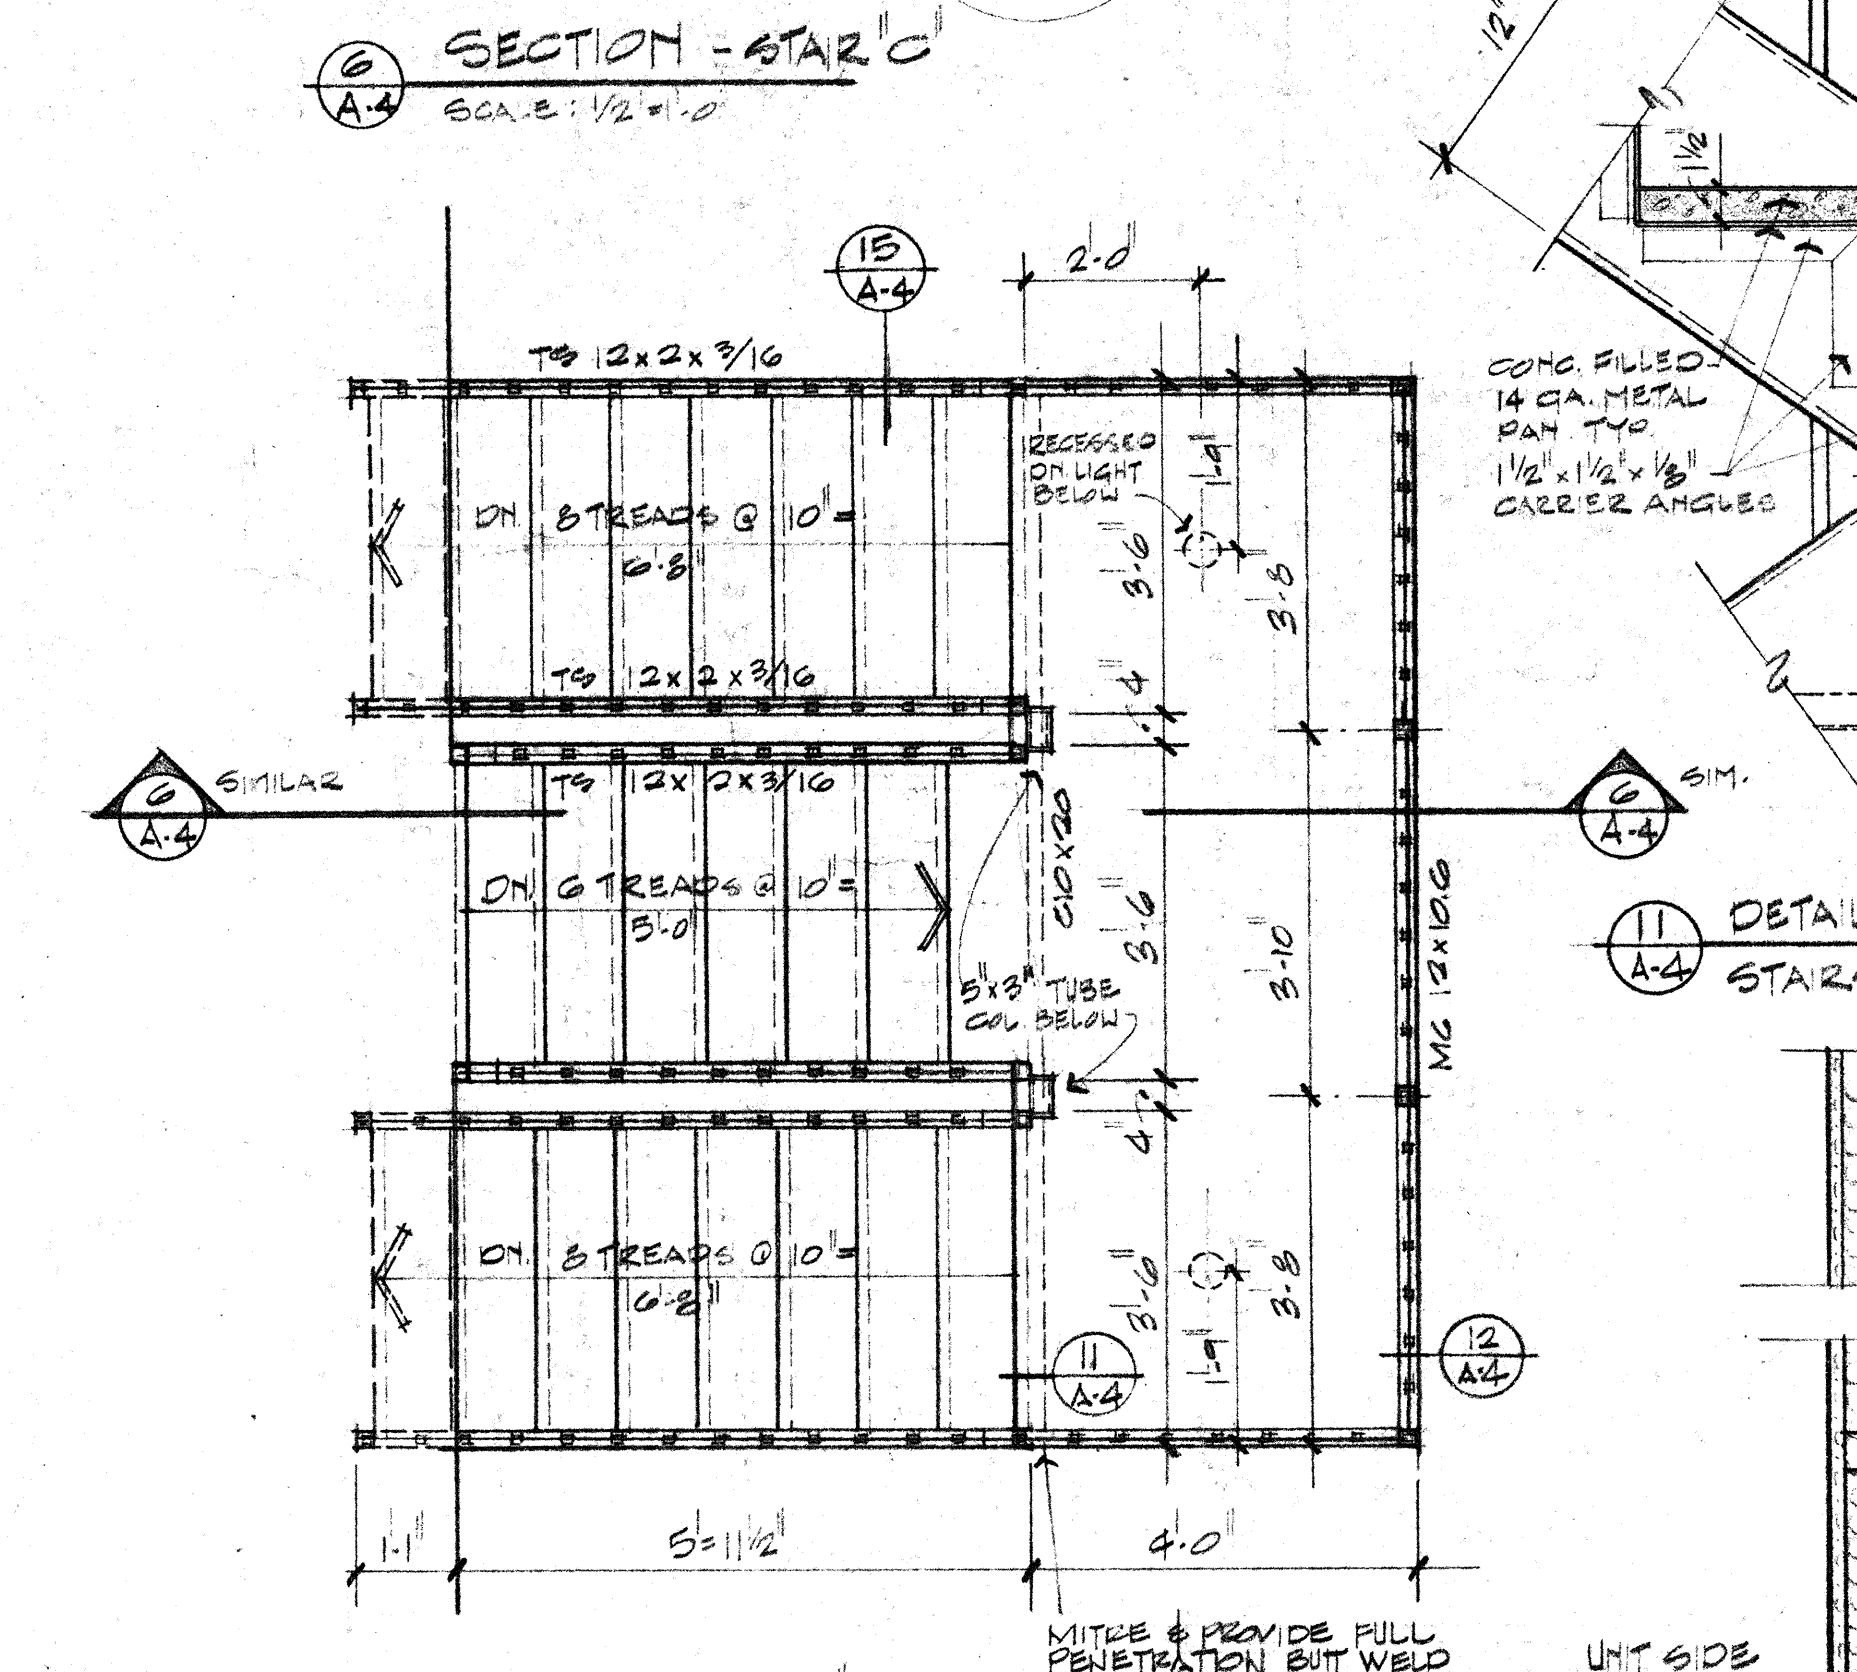 6
A-4
SECTION - STAIR "C"
SCALE: 1/2"=1'-0"
12"
1 1/2"
15
A-4
2'-0"
TS 12 x 2 x 3/16
CONC. FILLED
14 GA. METAL
PAN TYP.
1 1/2" x 1 1/2" x 1/8"
CARRIER ANGLES
RECESSED
DN LIGHT
BELOW
1'-9"
DN. 8 TREADS @ 10" =
6'-8"
3'-6"
3'-8"
TS 12 x 2 x 3/16
4"
6
A-4
SIMILAR
TS 12 x 2 x 3/16
C10 x 20
6
A-4
SIM.
DN. 6 TREADS @ 10" =
5'-0"
3'-6"
3'-10"
M6 12 x 10.6
11
A-4
DETAIL
STAIR
5" x 3" TUBE
COL. BELOW
4"
DN. 8 TREADS @ 10" =
6'-8"
3'-6"
3'-8"
1'-9"
11
A-4
12
A-4
1'-1"
5'=11 1/2"
4'-0"
MITRE & PROVIDE FULL
PENETRATION BUTT WELD
UNIT SIDE